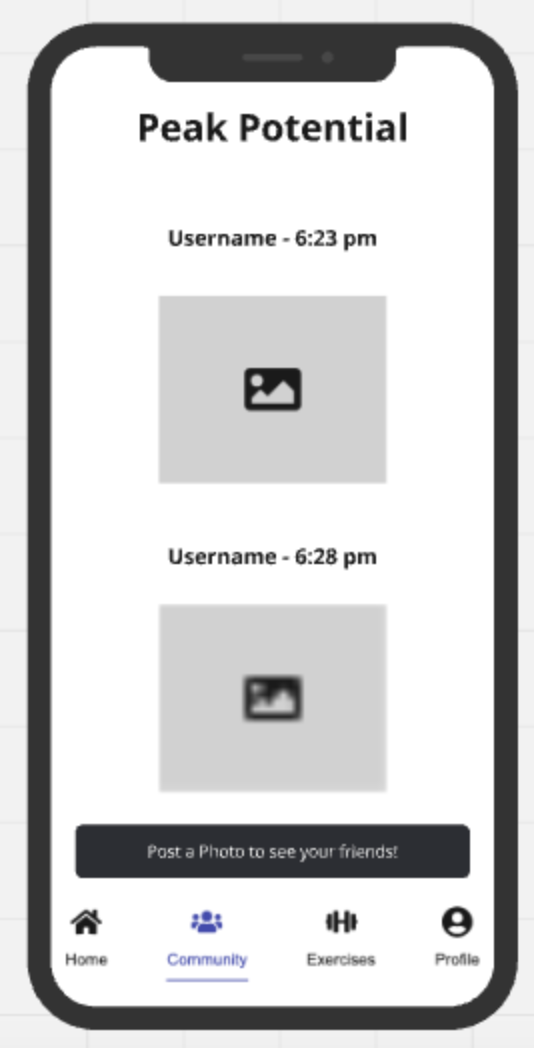 Peak Potential
Username - 6:23 pm
Username - 6:28 pm
Post a Photo to see your friends!
Home
Community
Exercises
Profile